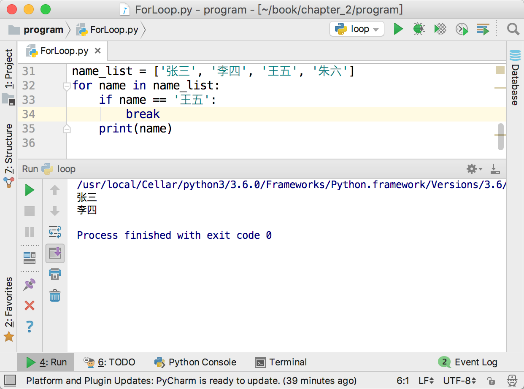 ForLoop.py - program - [~/book/chapter_2/program]
program ForLoop.py loop
1: Project
ForLoop.py
31 name_list = ['张三', '李四', '王五', '朱六']
32 for name in name_list:
33 if name == '王五':
34 break
35 print(name)
36
Database
7: Structure
2: Favorites
Run loop
/usr/local/Cellar/python3/3.6.0/Frameworks/Python.framework/Versions/3.6/
张三
李四
Process finished with exit code 0
4: Run 6: TODO Python Console Terminal 2 Event Log
Platform and Plugin Updates: PyCharm is ready to update. (39 minutes ago) 6:1 LF UTF-8